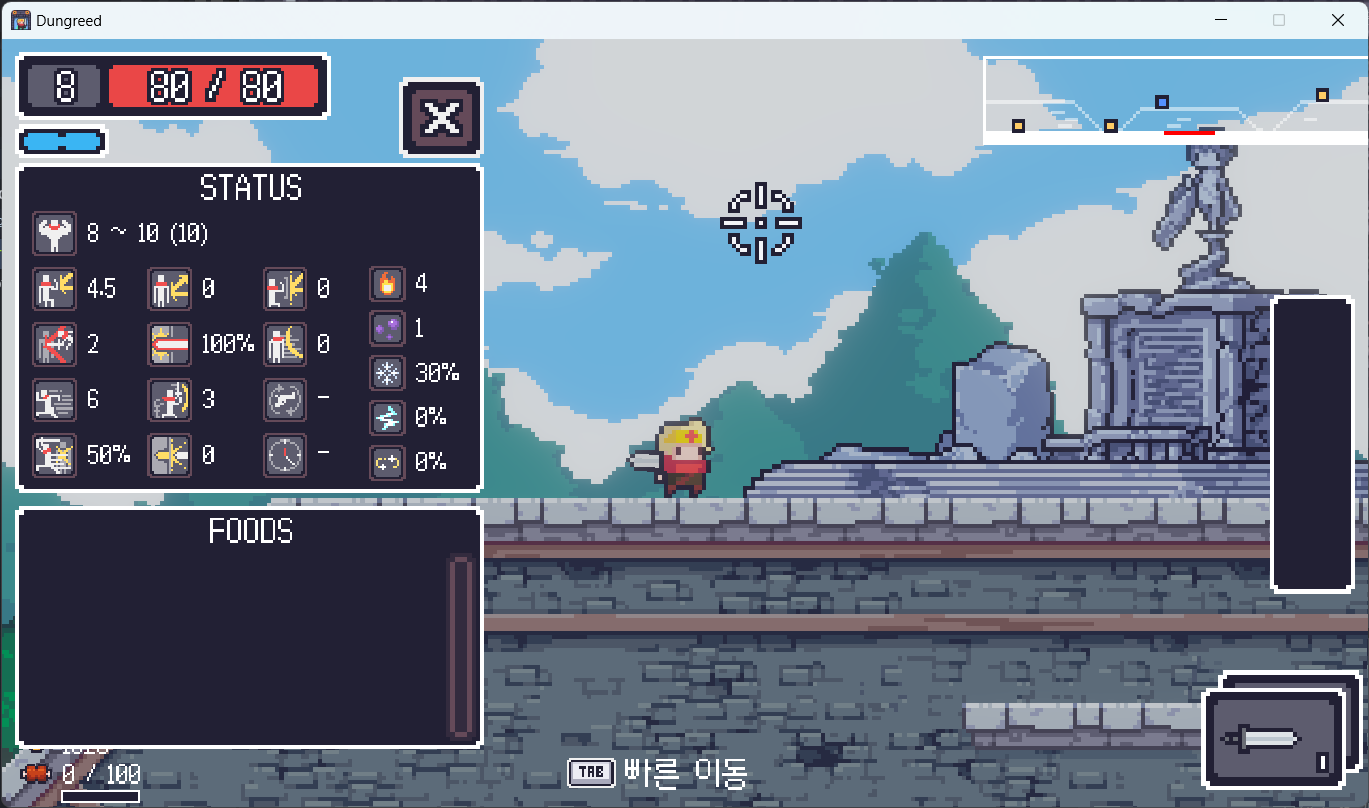 Dungreed
8 80/80
STATUS
8 ~ 10 (10)
4.5 0 0 4
2 100% 0 1
6 3 - 30%
50% 0 - 0%
0%
FOODS
0 / 100
TAB 빠른 이동